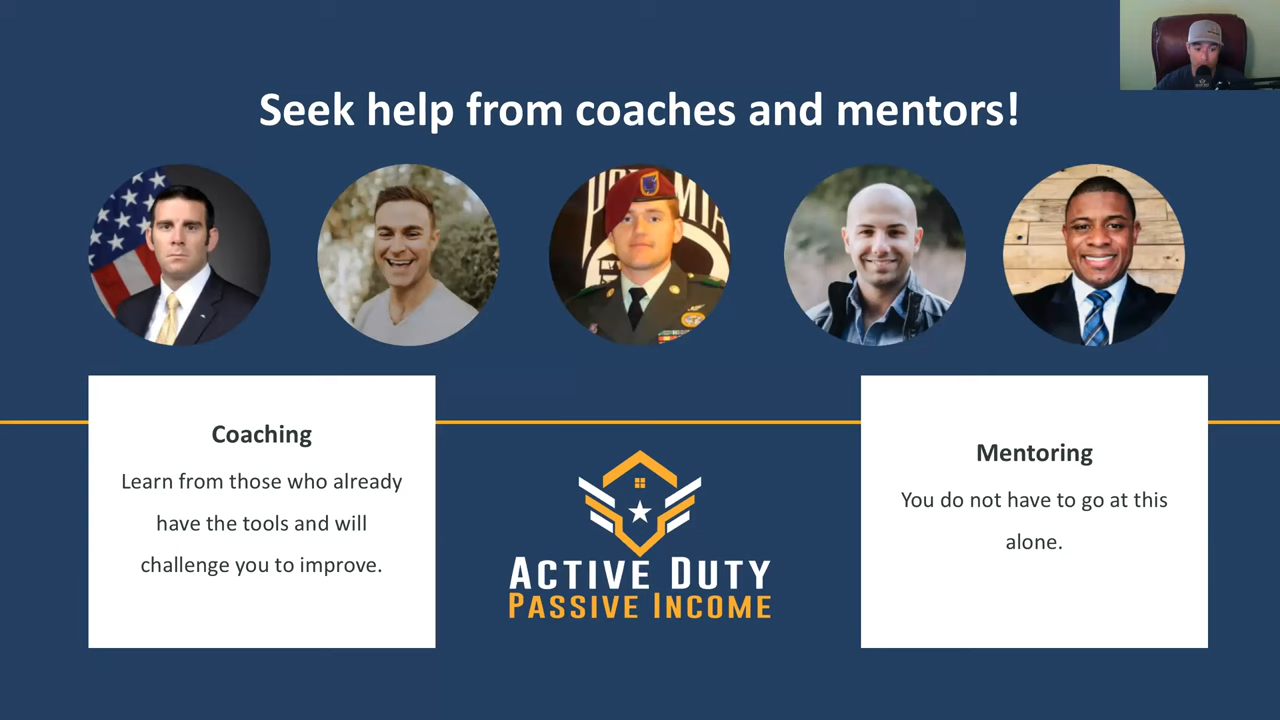 Seek help from coaches and mentors!
Coaching
Learn from those who already
have the tools and will
challenge you to improve.
ACTIVE DUTY
PASSIVE INCOME
Mentoring
You do not have to go at this
alone.